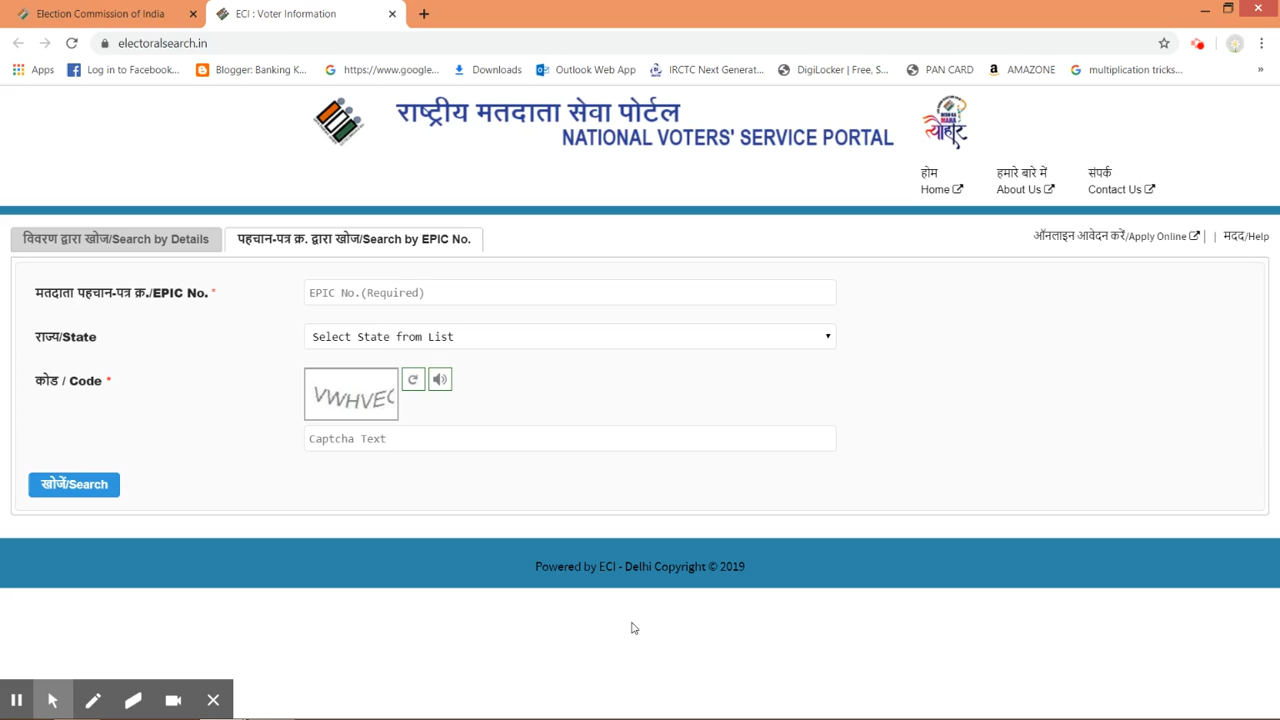 Election Commission of India
ECI : Voter Information
electoralsearch.in
Apps
Log in to Facebook...
Blogger: Banking K...
https://www.google...
Downloads
Outlook Web App
IRCTC Next Generat...
DigiLocker | Free, S...
PAN CARD
AMAZONE
multiplication tricks...
»
राष्ट्रीय मतदाता सेवा पोर्टल
NATIONAL VOTERS' SERVICE PORTAL
त्यौहार
होम
Home
हमारे बारे में
About Us
संपर्क
Contact Us
विवरण द्वारा खोज/Search by Details
पहचान-पत्र क्र. द्वारा खोज/Search by EPIC No.
ऑनलाइन आवेदन करें/Apply Online | | मदद/Help
मतदाता पहचान-पत्र क्र./EPIC No. *
EPIC No.(Required)
राज्य/State
Select State from List
कोड / Code *
VWHVEC
Captcha Text
खोजें/Search
Powered by ECI - Delhi Copyright © 2019